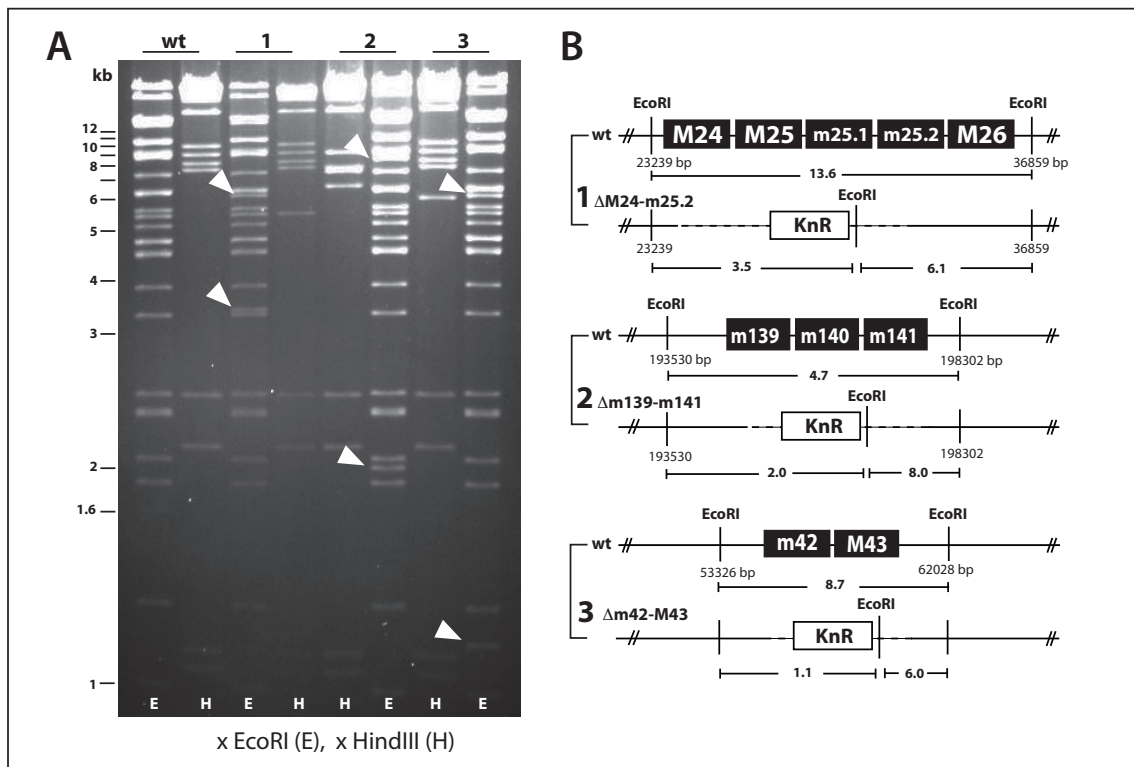 A
B
wt 1 2 3
kb
12
10
8
6
5
4
3
2
1.6
1
E H E H H E H E
x EcoRI (E), x HindIII (H)
EcoRI EcoRI
wt M24 M25 m25.1 m25.2 M26
23239 bp 36859 bp
13.6
1 ΔM24-m25.2
KnR
23239 36859
3.5 6.1
EcoRI EcoRI
wt m139 m140 m141
193530 bp 198302 bp
4.7
EcoRI
2 Δm139-m141
KnR
193530 198302
2.0 8.0
EcoRI EcoRI
wt m42 M43
53326 bp 62028 bp
8.7
EcoRI
3 Δm42-M43
KnR
1.1 6.0